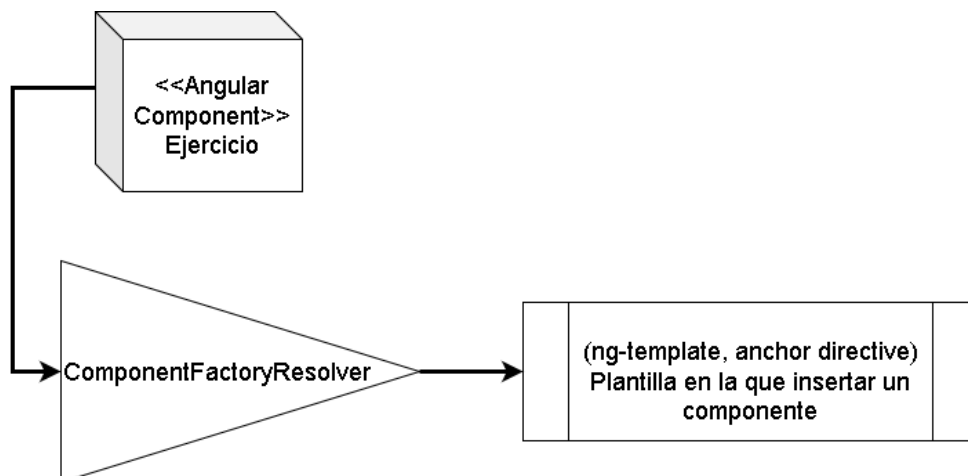 <<Angular
Component>>
Ejercicio
ComponentFactoryResolver
(ng-template, anchor directive)
Plantilla en la que insertar un
componente